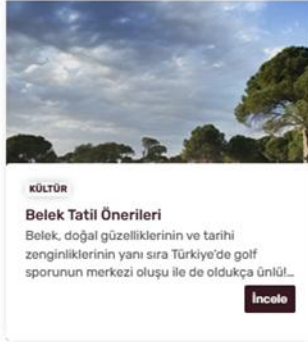 KÜLTÜR
Belek Tatil Önerileri
Belek, doğal güzelliklerinin ve tarihi
zenginliklerinin yanı sıra Türkiye'de golf
sporunun merkezi oluşu ile de oldukça ünlü!...
İncele